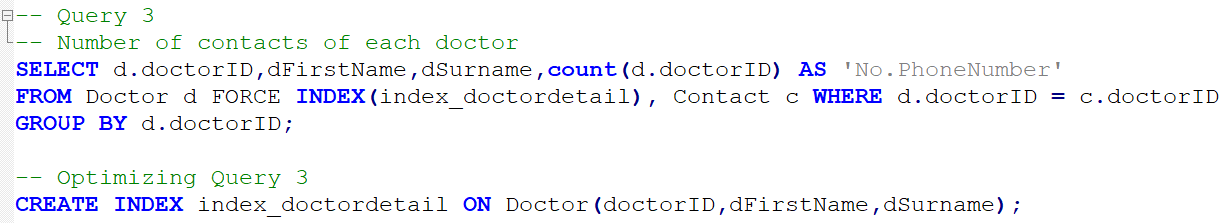 -- Query 3
-- Number of contacts of each doctor
SELECT d.doctorID,dFirstName,dSurname,count(d.doctorID) AS 'No.PhoneNumber'
FROM Doctor d FORCE INDEX(index_doctordetail), Contact c WHERE d.doctorID = c.doctorID
GROUP BY d.doctorID;
-- Optimizing Query 3
CREATE INDEX index_doctordetail ON Doctor(doctorID,dFirstName,dSurname);